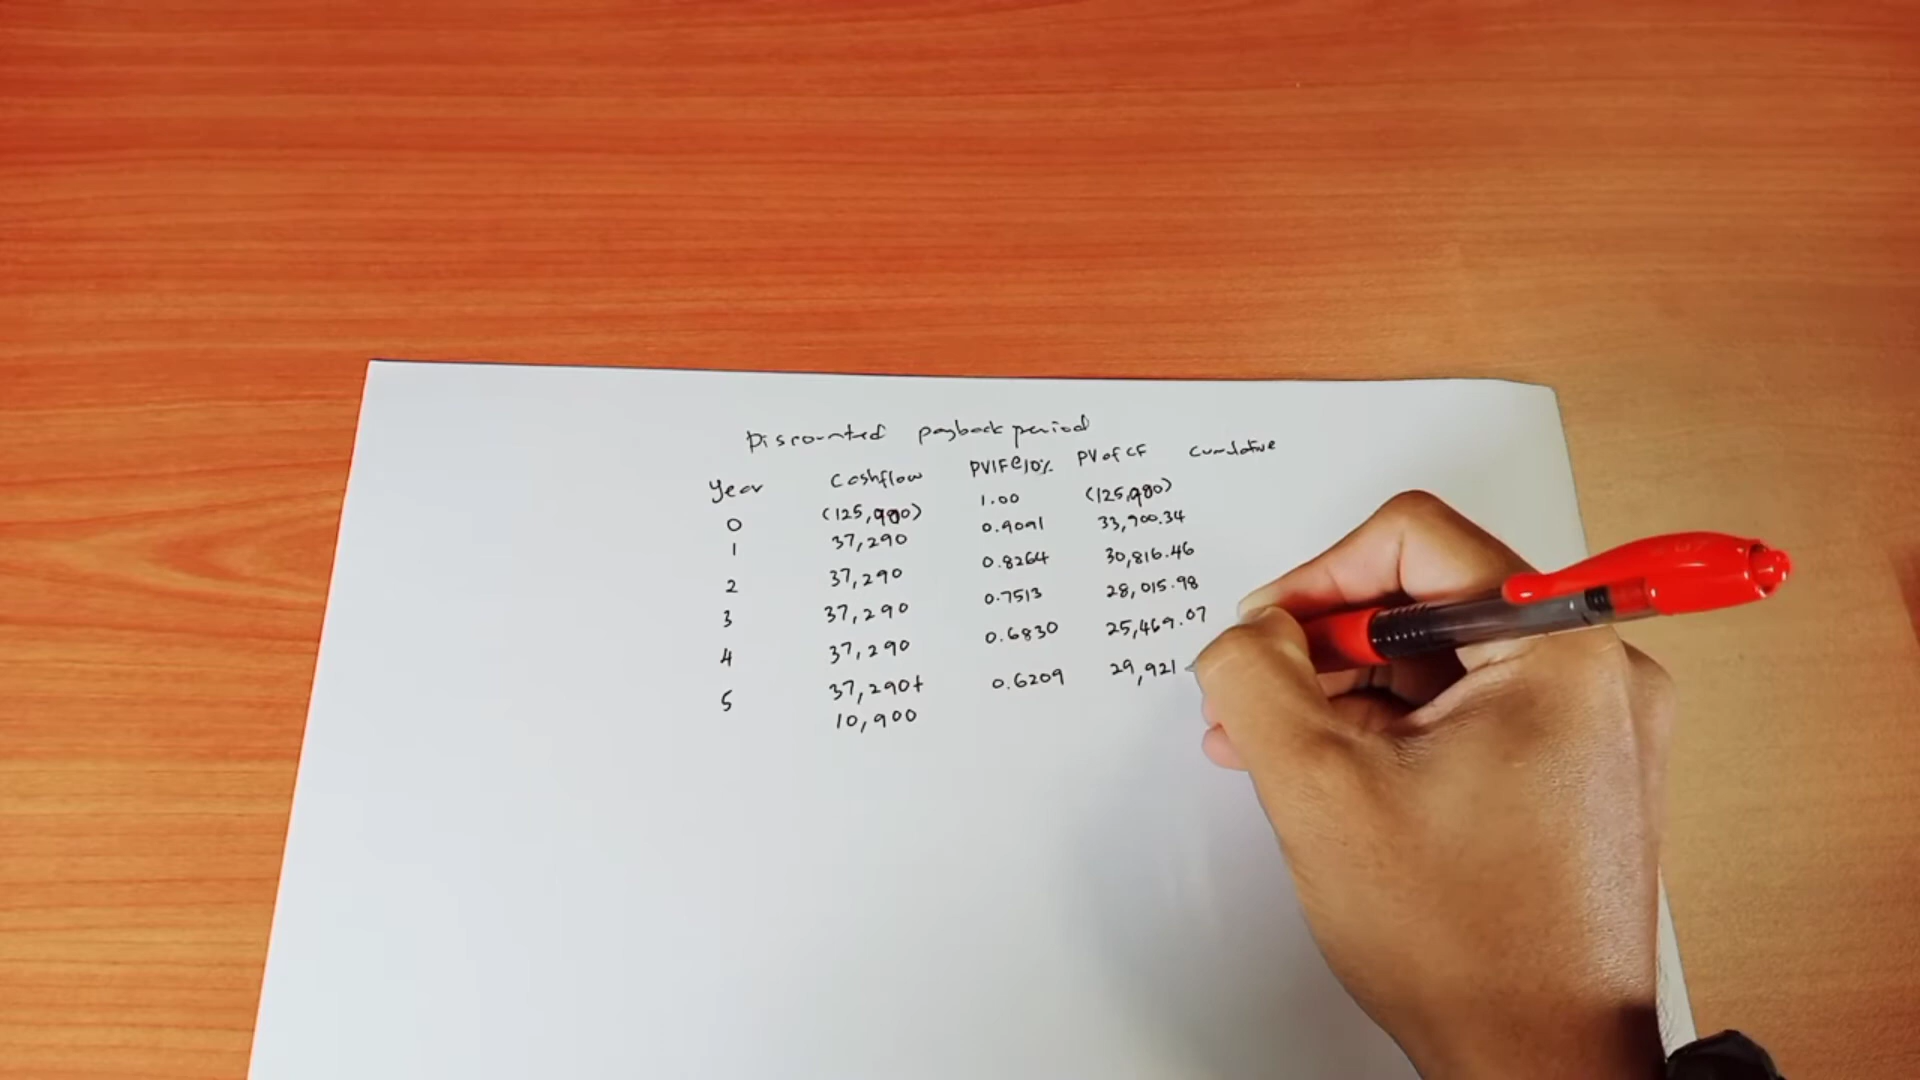 Discounted payback period
Year Cashflow PVIF@10% PV of CF Cumulative
0 (125,900) 1.00 (125,900)
1 37,290 0.9091 33,900.34
2 37,290 0.8264 30,816.46
3 37,290 0.7513 28,015.98
4 37,290 0.6830 25,469.07
5 37,290+ 0.6209 29,921
10,900